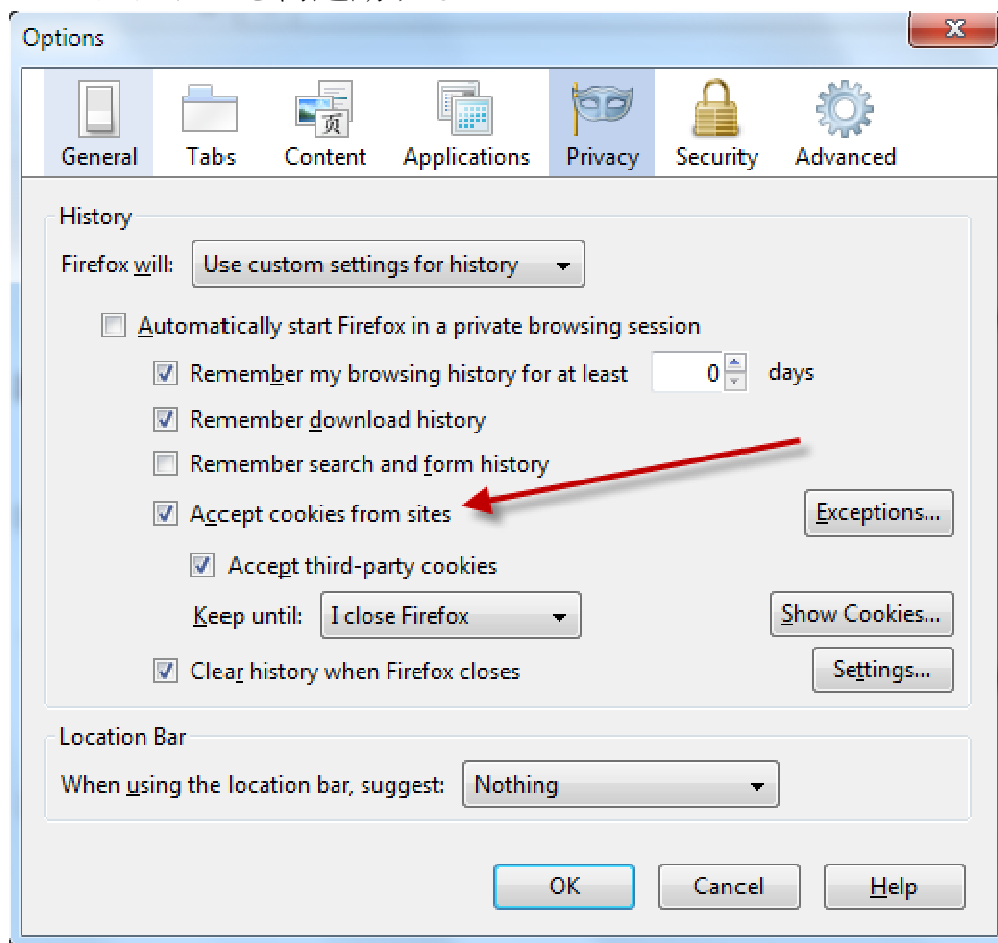 Options
General Tabs Content Applications Privacy Security Advanced
页
History
Firefox will: Use custom settings for history
Automatically start Firefox in a private browsing session
Remember my browsing history for at least 0 days
Remember download history
Remember search and form history
Accept cookies from sites Exceptions...
Accept third-party cookies
Keep until: I close Firefox Show Cookies...
Clear history when Firefox closes Settings...
Location Bar
When using the location bar, suggest: Nothing
OK Cancel Help